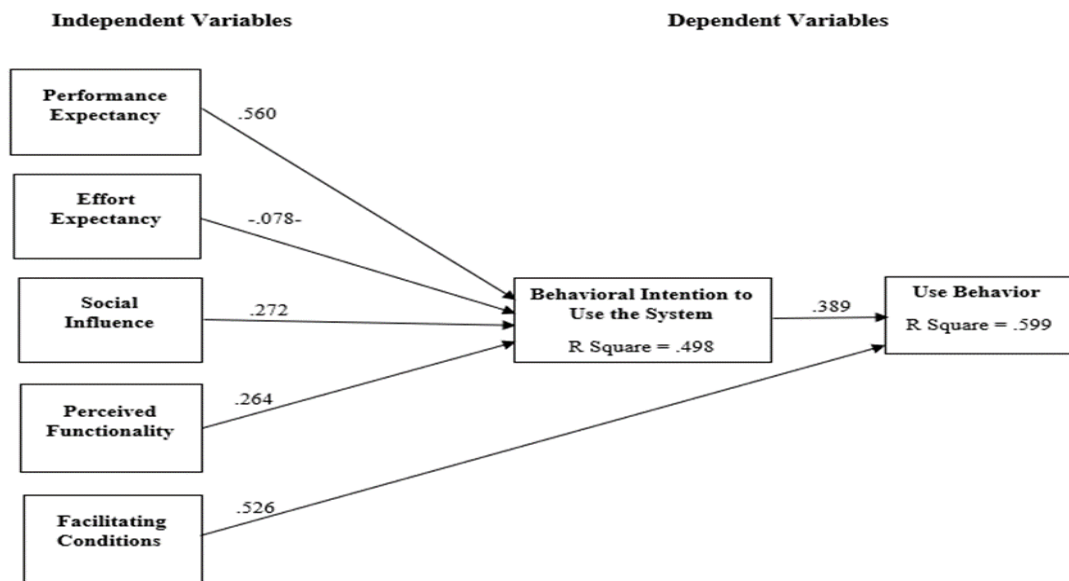 Independent Variables
Dependent Variables
Performance
Expectancy
.560
Effort
Expectancy
-.078-
Social
Influence
.272
Behavioral Intention to
Use the System
R Square = .498
.389
Use Behavior
R Square = .599
Perceived
Functionality
.264
Facilitating
Conditions
.526